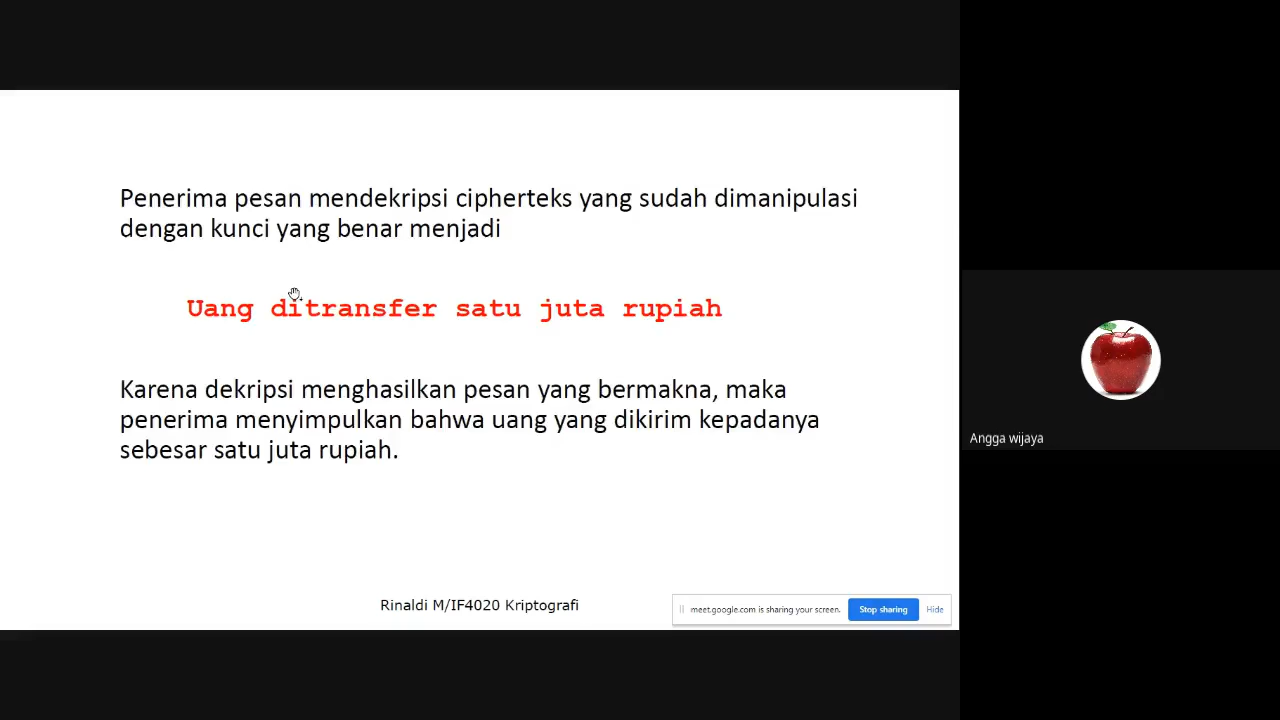 Penerima pesan mendekripsi cipherteks yang sudah dimanipulasi
dengan kunci yang benar menjadi
Uang ditransfer satu juta rupiah
Karena dekripsi menghasilkan pesan yang bermakna, maka
penerima menyimpulkan bahwa uang yang dikirim kepadanya
sebesar satu juta rupiah.
Rinaldi M/IF4020 Kriptografi
meet.google.com is sharing your screen. Stop sharing Hide
Angga wijaya